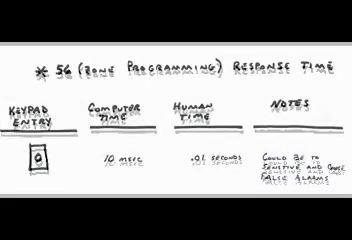 * 56 (ZONE PROGRAMMING) RESPONSE TIME
KEYPAD ENTRY
COMPUTER TIME
HUMAN TIME
NOTES
0
10 MSEC
.01 SECONDS
COULD BE TO
SENSTIVE AND CAUSE
FALSE ALARMS